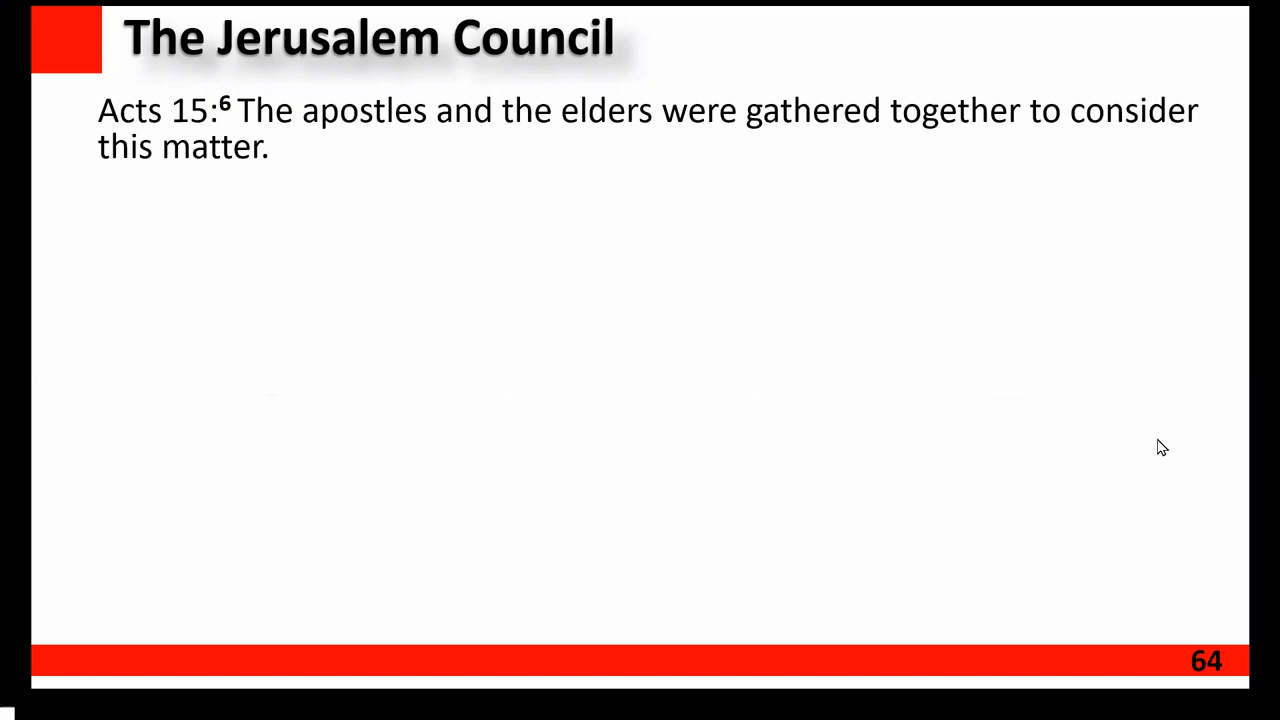 The Jerusalem Council
Acts 15:⁶ The apostles and the elders were gathered together to consider
this matter.
64